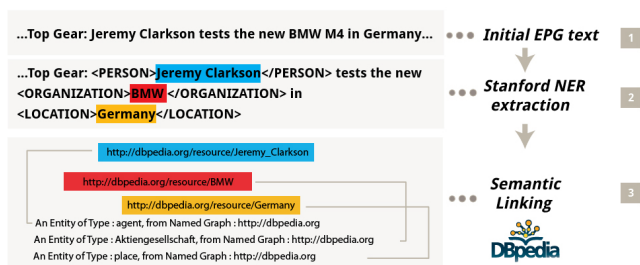 ...Top Gear: Jeremy Clarkson tests the new BMW M4 in Germany...
Initial EPG text
1
...Top Gear: <PERSON>Jeremy Clarkson</PERSON> tests the new
<ORGANIZATION>BMW </ORGANIZATION> in
<LOCATION>Germany</LOCATION>
Stanford NER
extraction
2
http://dbpedia.org/resource/Jeremy_Clarkson
http://dbpedia.org/resource/BMW
http://dbpedia.org/resource/Germany
An Entity of Type : agent, from Named Graph : http://dbpedia.org
An Entity of Type : Aktiengesellschaft, from Named Graph : http://dbpedia.org
An Entity of Type : place, from Named Graph : http://dbpedia.org
Semantic
Linking
3
DBpedia